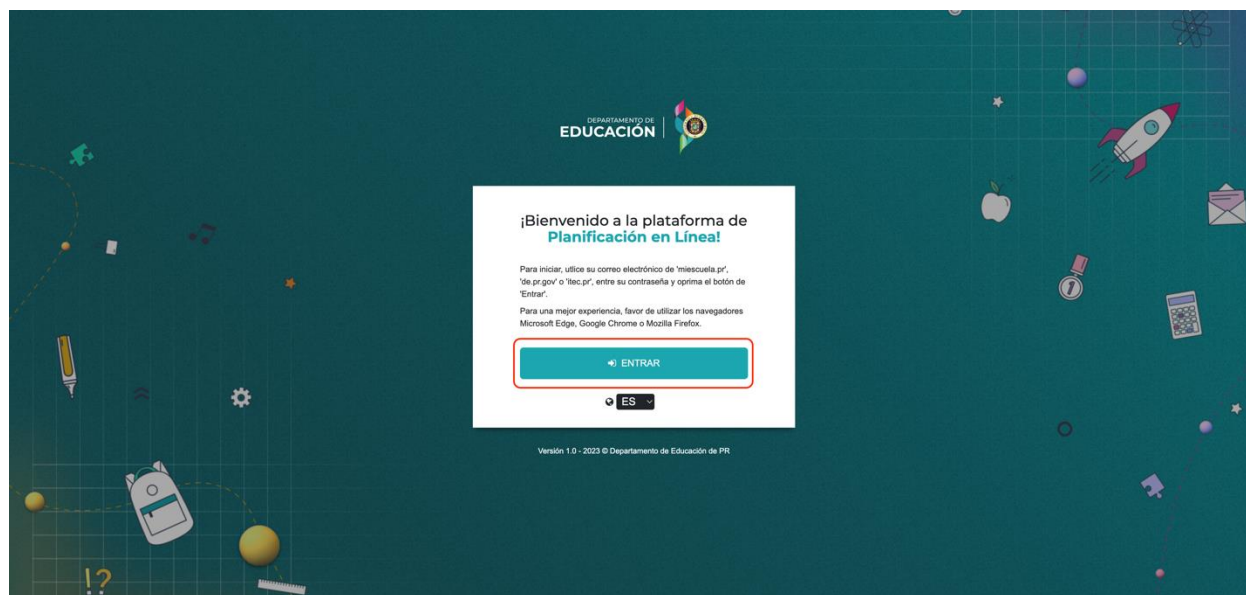 DEPARTAMENTO DE
EDUCACIÓN
¡Bienvenido a la plataforma de
Planificación en Línea!
Para iniciar, utlice su correo electrónico de 'miescuela.pr',
'de.pr.gov' o 'itec.pr', entre su contraseña y oprima el botón de
'Entrar'.
Para una mejor experiencia, favor de utilizar los navegadores
Microsoft Edge, Google Chrome o Mozilla Firefox.
ENTRAR
ES
Versión 1.0 - 2023 © Departamento de Educación de PR
1
!?